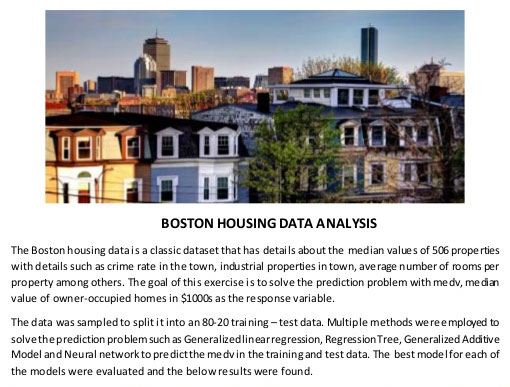 BOSTON HOUSING DATA ANALYSIS
The Boston housing data is a classic dataset that has details about the median values of 506 properties
with details such as crime rate in the town, industrial properties in town, average number of rooms per
property among others. The goal of this exercise is to solve the prediction problem with medv, median
value of owner-occupied homes in $1000s as the response variable.
The data was sampled to split it into an 80-20 training – test data. Multiple methods were employed to
solve the prediction problem such as Generalized linear regression, Regression Tree, Generalized Additive
Model and Neural network to predict the medv in the training and test data. The best model for each of
the models were evaluated and the below results were found.